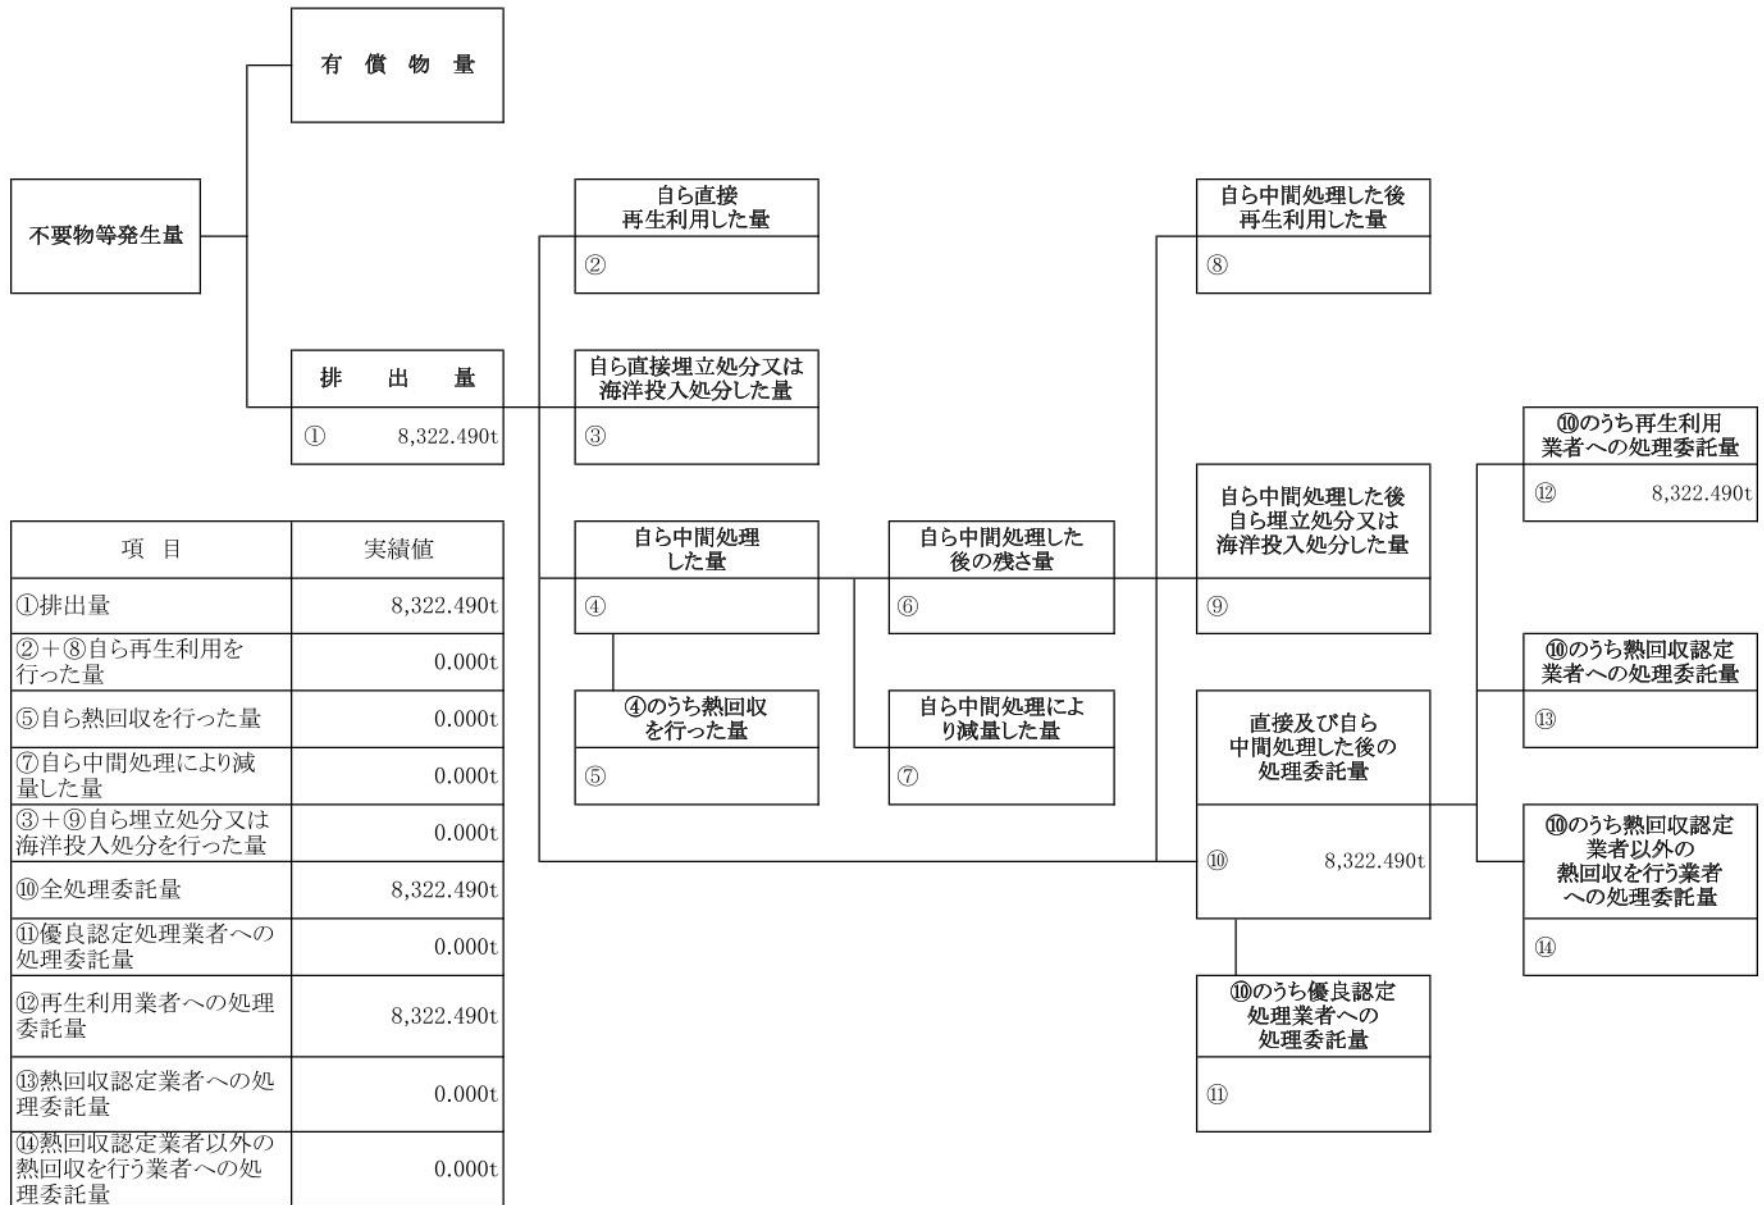 有 償 物 量
不要物等発生量
自ら直接
再生利用した量
②
自ら中間処理した後
再生利用した量
⑧
排 出 量
① 8,322.490t
自ら直接埋立処分又は
海洋投入処分した量
③
⑩のうち再生利用
業者への処理委託量
⑫ 8,322.490t
自ら中間処理した後
自ら埋立処分又は
海洋投入処分した量
⑨
自ら中間処理
した量
④
自ら中間処理した
後の残さ量
⑥
⑩のうち熱回収認定
業者への処理委託量
⑬
④のうち熱回収
を行った量
⑤
自ら中間処理によ
り減量した量
⑦
直接及び自ら
中間処理した後の
処理委託量
⑩ 8,322.490t
⑩のうち熱回収認定
業者以外の
熱回収を行う業者
への処理委託量
⑭
⑩のうち優良認定
処理業者への
処理委託量
⑪
項 目 実績値
①排出量 8,322.490t
②＋⑧自ら再生利用を
行った量 0.000t
⑤自ら熱回収を行った量 0.000t
⑦自ら中間処理により減
量した量 0.000t
③＋⑨自ら埋立処分又は
海洋投入処分を行った量 0.000t
⑩全処理委託量 8,322.490t
⑪優良認定処理業者への
処理委託量 0.000t
⑫再生利用業者への処理
委託量 8,322.490t
⑬熱回収認定業者への処
理委託量 0.000t
⑭熱回収認定業者以外の
熱回収を行う業者への処
理委託量 0.000t